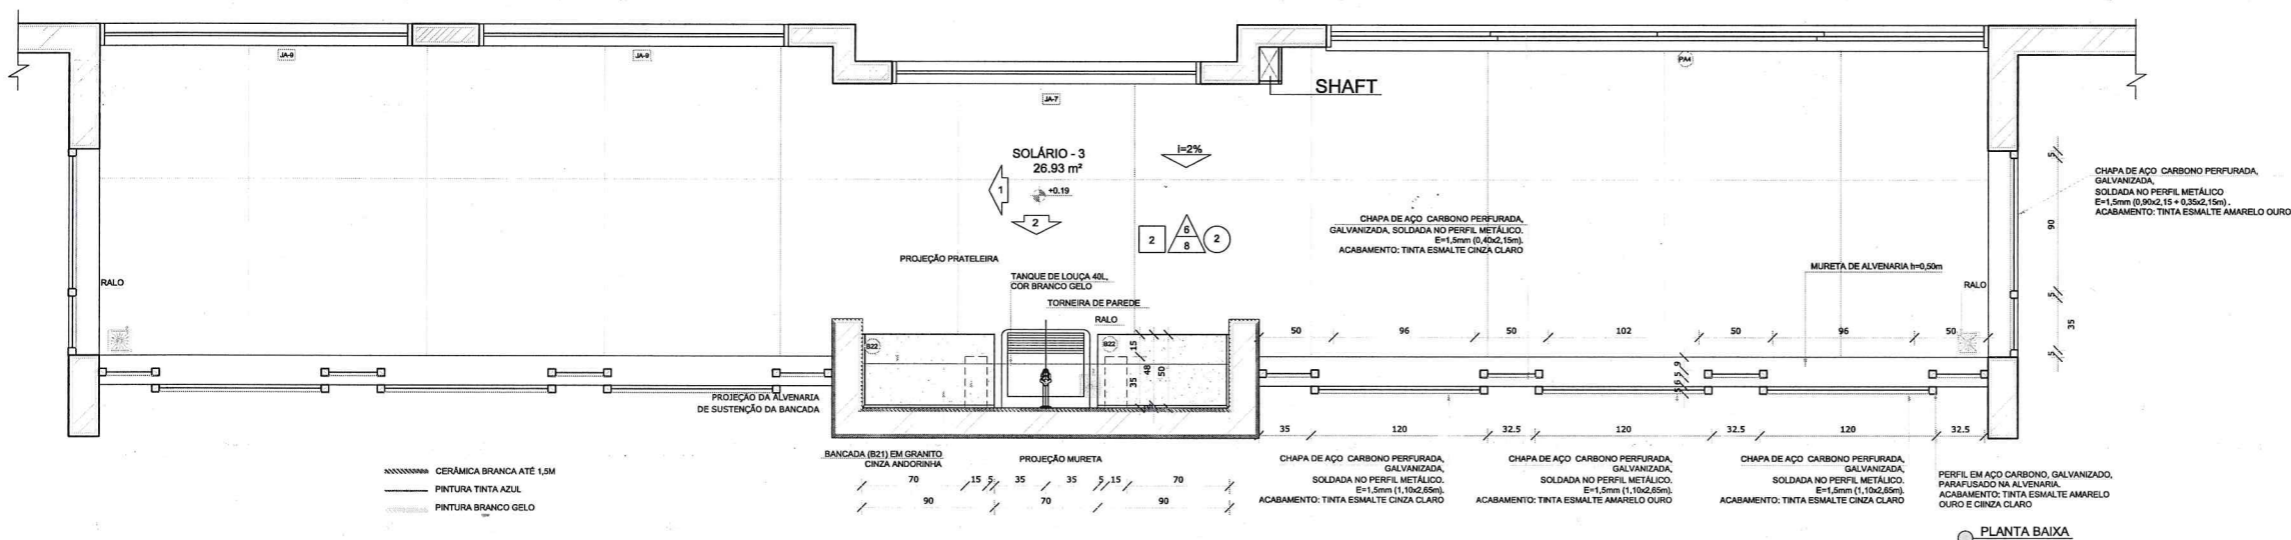 JA-9
JA-9
JA-7
SHAFT
PA4
SOLÁRIO - 3
26.93 m²
i=2%
1
+0.19
2
2
6
8
2
CHAPA DE AÇO CARBONO PERFURADA,
GALVANIZADA, SOLDADA NO PERFIL METÁLICO.
E=1,5mm (0,40x2,15m).
ACABAMENTO: TINTA ESMALTE CINZA CLARO
CHAPA DE AÇO CARBONO PERFURADA,
GALVANIZADA,
SOLDADA NO PERFIL METÁLICO
E=1,5mm (0,90x2,15 + 0,35x2,15m) .
ACABAMENTO: TINTA ESMALTE AMARELO OURO
5
90
5
35
5
PROJEÇÃO PRATELEIRA
MURETA DE ALVENARIA h=0,50m
RALO
RALO
TANQUE DE LOUÇA 40L,
COR BRANCO GELO
TORNEIRA DE PAREDE
RALO
50
96
50
102
50
96
50
B22
B22
15
48
50
35
9
5
6
5
PROJEÇÃO DA ALVENARIA
DE SUSTENÇÃO DA BANCADA
35
120
32.5
120
32.5
120
32.5
BANCADA (B21) EM GRANITO
CINZA ANDORINHA
PROJEÇÃO MURETA
70
15
5
35
35
5
15
70
90
70
90
CERÂMICA BRANCA ATÉ 1,5M
PINTURA TINTA AZUL
PINTURA BRANCO GELO
CHAPA DE AÇO CARBONO PERFURADA,
GALVANIZADA,
SOLDADA NO PERFIL METÁLICO.
E=1,5mm (1,10x2,65m).
ACABAMENTO: TINTA ESMALTE CINZA CLARO
CHAPA DE AÇO CARBONO PERFURADA,
GALVANIZADA,
SOLDADA NO PERFIL METÁLICO.
E=1,5mm (1,10x2,65m).
ACABAMENTO: TINTA ESMALTE AMARELO OURO
CHAPA DE AÇO CARBONO PERFURADA,
GALVANIZADA,
SOLDADA NO PERFIL METÁLICO.
E=1,5mm (1,10x2,65m).
ACABAMENTO: TINTA ESMALTE CINZA CLARO
PERFIL EM AÇO CARBONO, GALVANIZADO,
PARAFUSADO NA ALVENARIA.
ACABAMENTO: TINTA ESMALTE AMARELO
OURO E CIINZA CLARO
PLANTA BAIXA